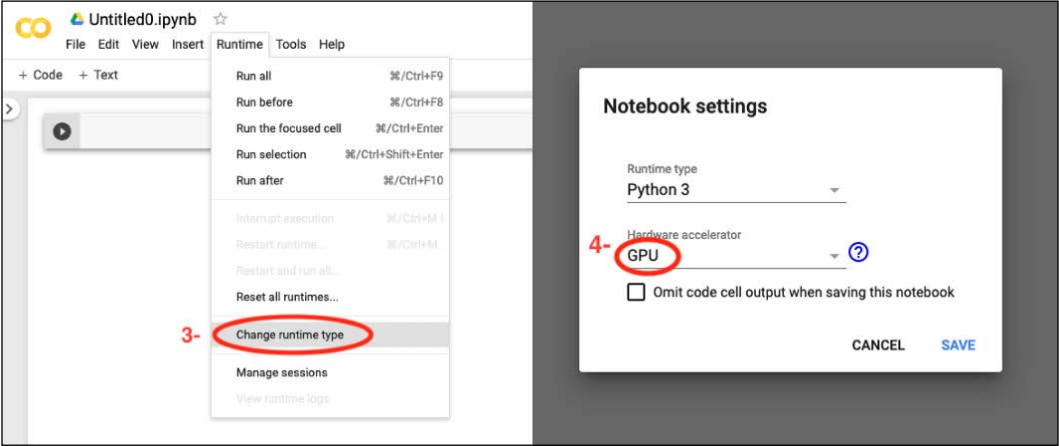 CO Untitled0.ipynb
File Edit View Insert Runtime Tools Help
+ Code + Text
Run all ⌘/Ctrl+F9
Run before ⌘/Ctrl+F8
Run the focused cell ⌘/Ctrl+Enter
Run selection ⌘/Ctrl+Shift+Enter
Run after ⌘/Ctrl+F10
Interrupt execution ⌘/Ctrl+M I
Restart runtime... ⌘/Ctrl+M .
Restart and run all...
Reset all runtimes...
3- Change runtime type
Manage sessions
View runtime logs
Notebook settings
Runtime type
Python 3
Hardware accelerator
4- GPU ?
Omit code cell output when saving this notebook
CANCEL SAVE